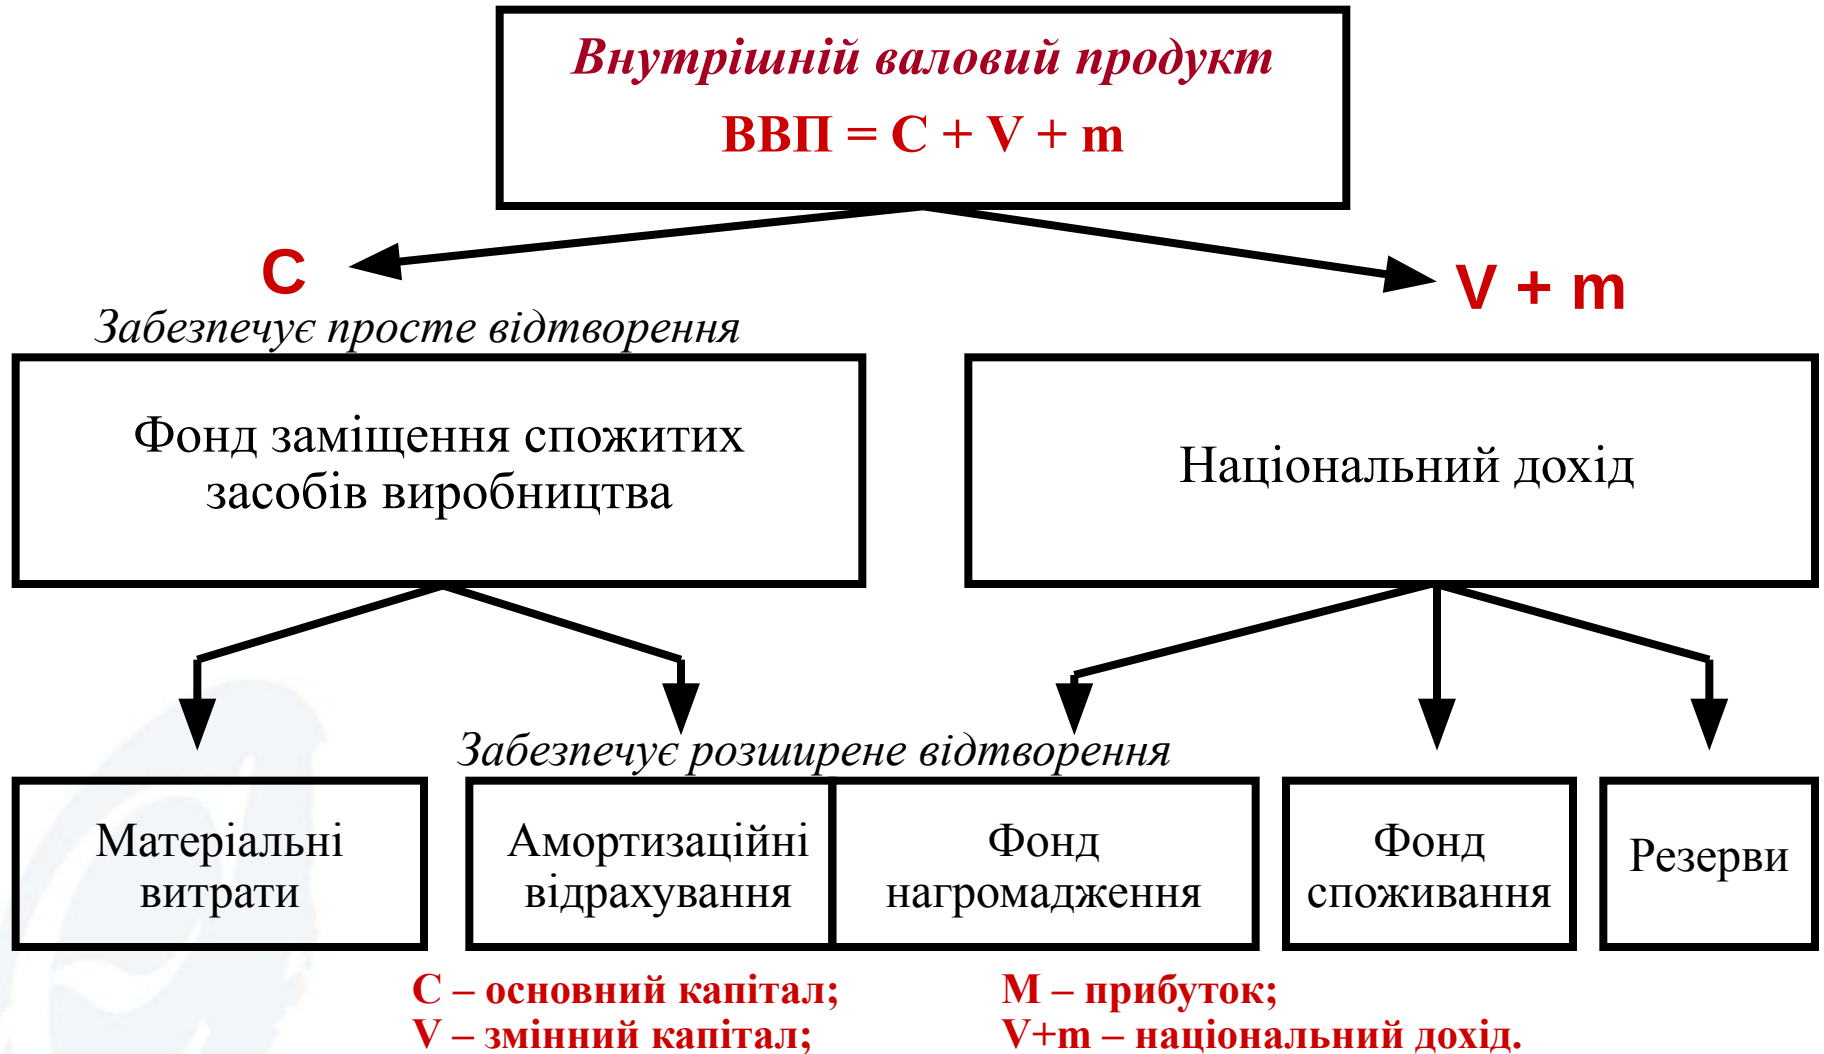 Внутрішній валовий продукт
ВВП = C + V + m
C
V + m
Забезпечує просте відтворення
Фонд заміщення спожитих
засобів виробництва
Національний дохід
Забезпечує розширене відтворення
Матеріальні
витрати
Амортизаційні
відрахування
Фонд
нагромадження
Фонд
споживання
Резерви
C – основний капітал;
V – змінний капітал;
M – прибуток;
V+m – національний дохід.